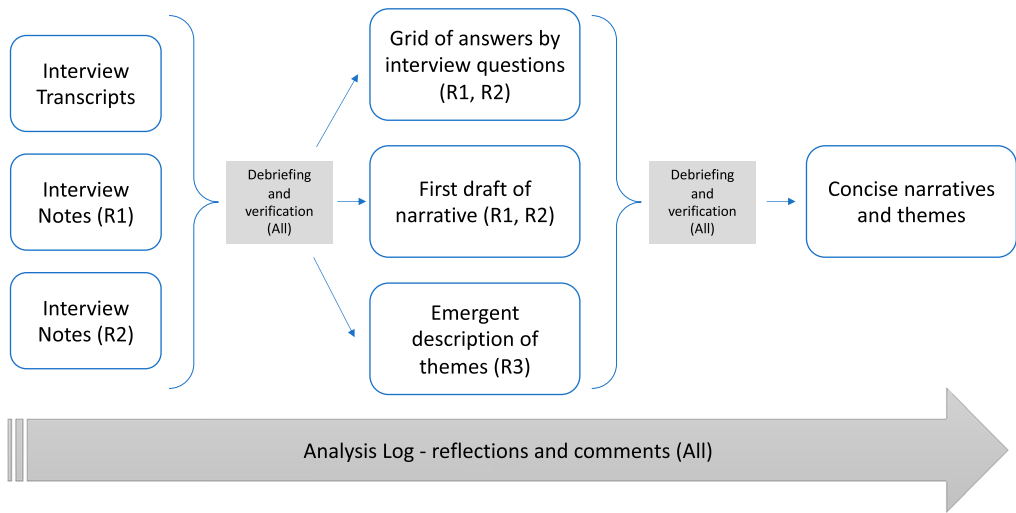 Interview
Transcripts
Interview
Notes (R1)
Interview
Notes (R2)
Debriefing
and
verification
(All)
Grid of answers by
interview questions
(R1, R2)
First draft of
narrative (R1, R2)
Emergent
description of
themes (R3)
Debriefing
and
verification
(All)
Concise narratives
and themes
Analysis Log - reflections and comments (All)